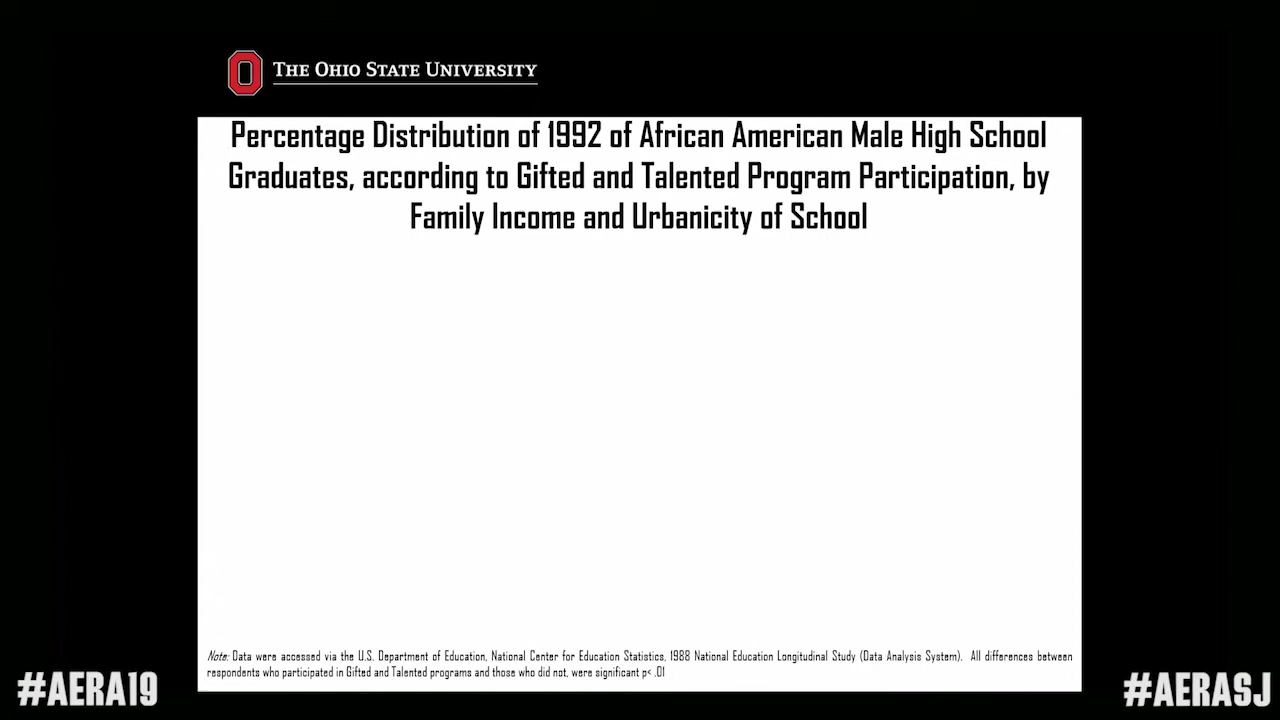 THE OHIO STATE UNIVERSITY
Percentage Distribution of 1992 of African American Male High School
Graduates, according to Gifted and Talented Program Participation, by
Family Income and Urbanicity of School
Note: Data were accessed via the U.S. Department of Education, National Center for Education Statistics, 1988 National Education Longitudinal Study (Data Analysis System). All differences between
respondents who participated in Gifted and Talented programs and those who did not, were significant p< .01
#AERA19
#AERASJ